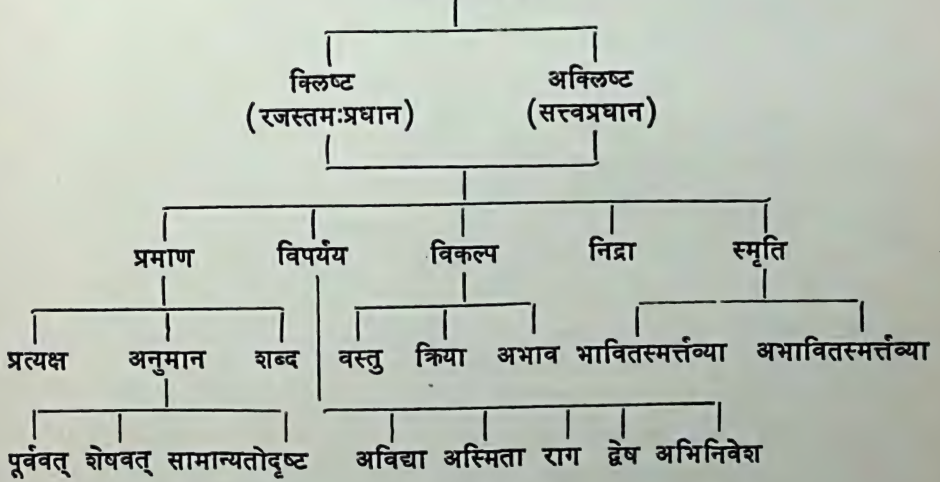 क्लिष्ट अक्लिष्ट
(रजस्तमःप्रधान) (सत्त्वप्रधान)
प्रमाण विपर्यय विकल्प निद्रा स्मृति
प्रत्यक्ष अनुमान शब्द वस्तु क्रिया अभाव भावितस्मर्त्तव्या अभावितस्मर्त्तव्या
पूर्ववत् शेषवत् सामान्यतोदृष्ट अविद्या अस्मिता राग द्वेष अभिनिवेश